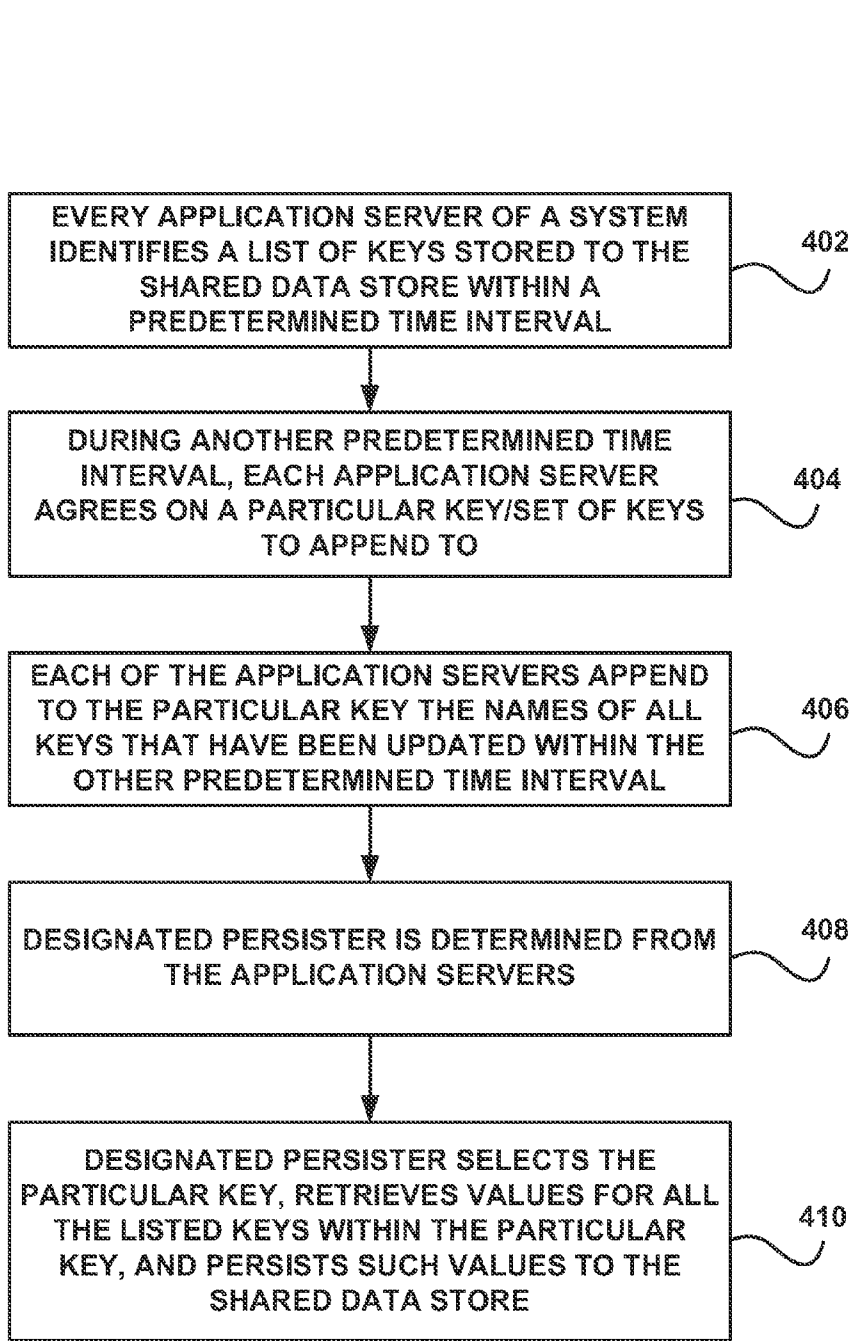 EVERY APPLICATION SERVER OF A SYSTEM
IDENTIFIES A LIST OF KEYS STORED TO THE
SHARED DATA STORE WITHIN A
PREDETERMINED TIME INTERVAL
402
DURING ANOTHER PREDETERMINED TIME
INTERVAL, EACH APPLICATION SERVER
AGREES ON A PARTICULAR KEY/SET OF KEYS
TO APPEND TO
404
EACH OF THE APPLICATION SERVERS APPEND
TO THE PARTICULAR KEY THE NAMES OF ALL
KEYS THAT HAVE BEEN UPDATED WITHIN THE
OTHER PREDETERMINED TIME INTERVAL
406
DESIGNATED PERSISTER IS DETERMINED FROM
THE APPLICATION SERVERS
408
DESIGNATED PERSISTER SELECTS THE
PARTICULAR KEY, RETRIEVES VALUES FOR ALL
THE LISTED KEYS WITHIN THE PARTICULAR
KEY, AND PERSISTS SUCH VALUES TO THE
SHARED DATA STORE
410